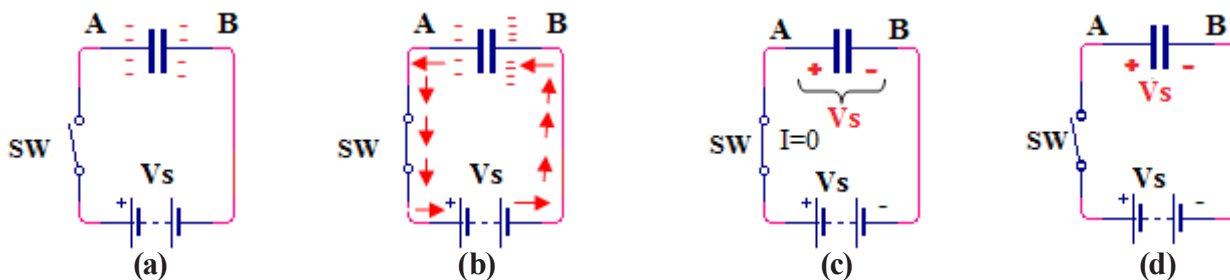 A B
SW
Vs
+
(a)
A B
SW
Vs
+
(b)
A B
+ -
Vs
SW I=0
Vs
+ -
(c)
A B
+ -
Vs
SW
Vs
+ -
(d)